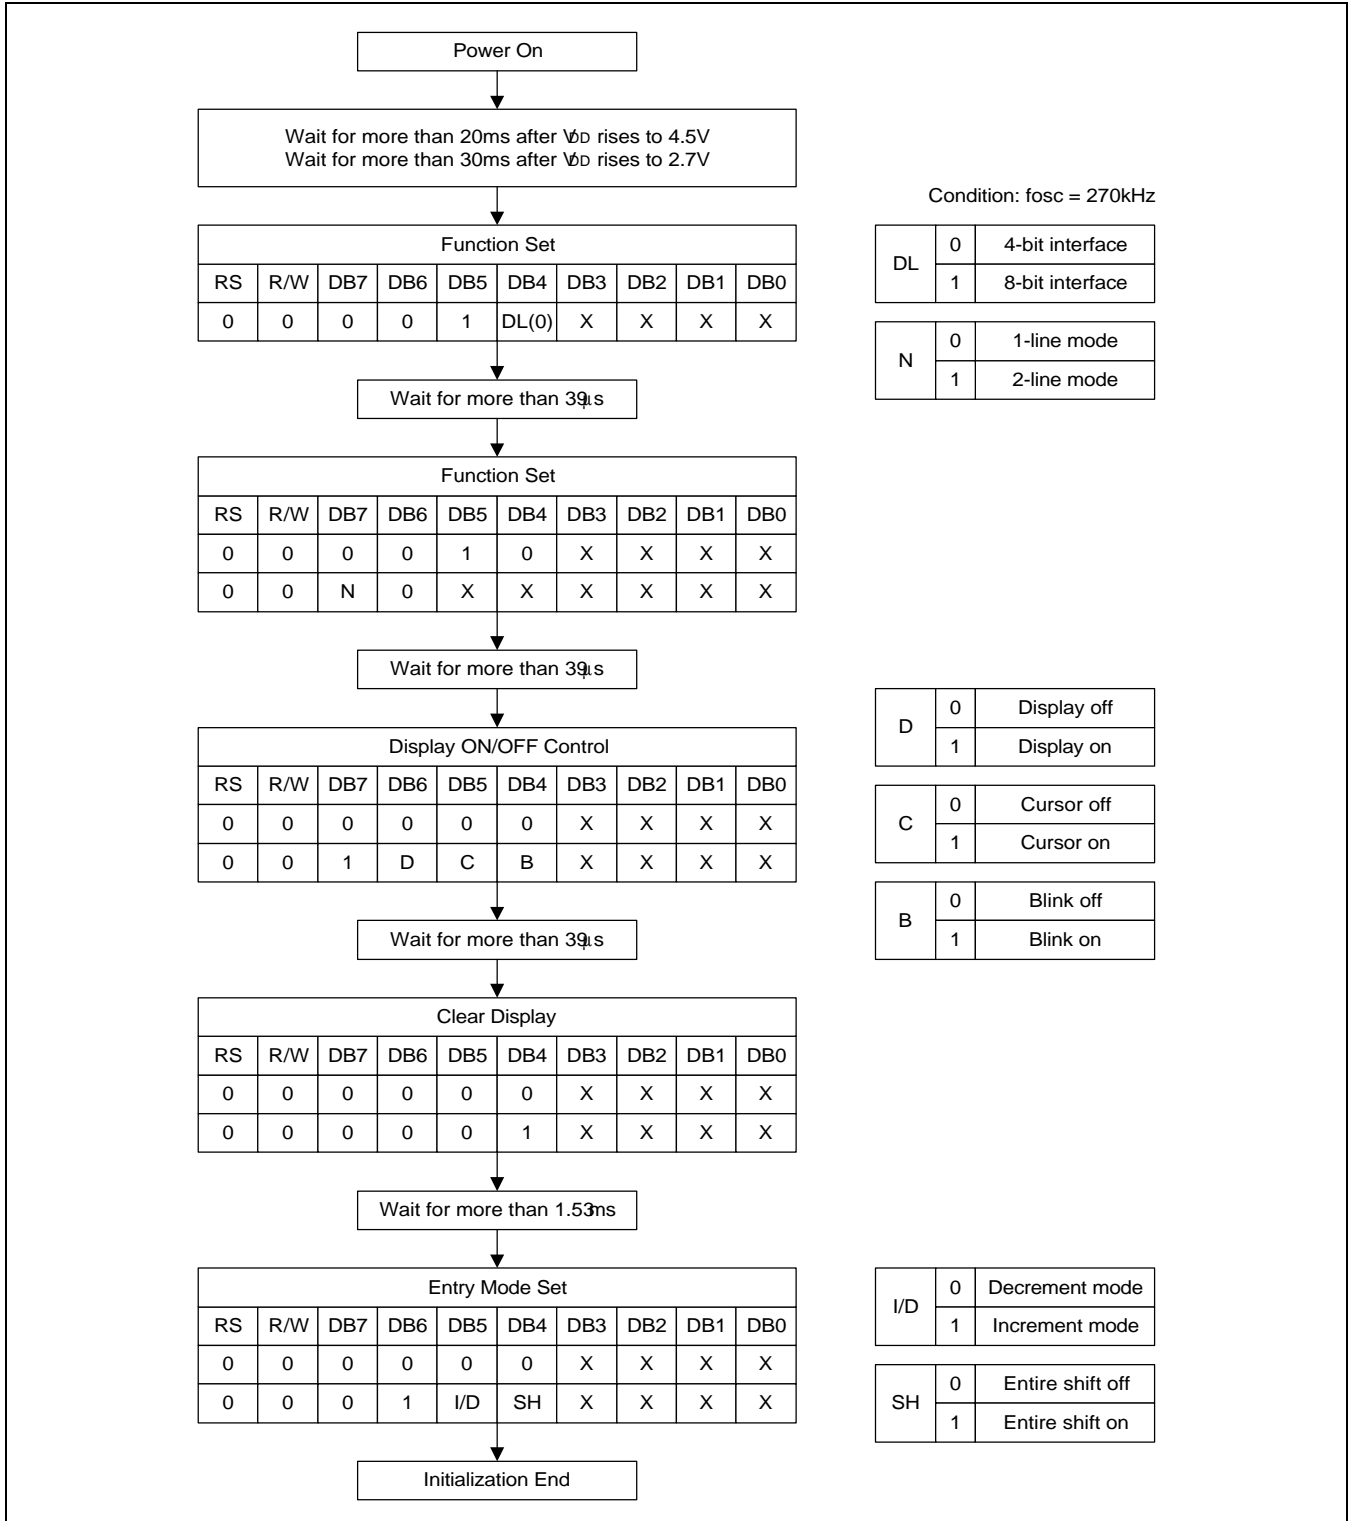 Power On
Wait for more than 20ms after VDD rises to 4.5V
Wait for more than 30ms after VDD rises to 2.7V
Condition: fosc = 270kHz
Function Set
RS R/W DB7 DB6 DB5 DB4 DB3 DB2 DB1 DB0
0 0 0 0 1 DL(0) X X X X
DL
0 4-bit interface
1 8-bit interface
N
0 1-line mode
1 2-line mode
Wait for more than 39μs
Function Set
RS R/W DB7 DB6 DB5 DB4 DB3 DB2 DB1 DB0
0 0 0 0 1 0 X X X X
0 0 N 0 X X X X X X
Wait for more than 39μs
Display ON/OFF Control
RS R/W DB7 DB6 DB5 DB4 DB3 DB2 DB1 DB0
0 0 0 0 0 0 X X X X
0 0 1 D C B X X X X
D
0 Display off
1 Display on
C
0 Cursor off
1 Cursor on
B
0 Blink off
1 Blink on
Wait for more than 39μs
Clear Display
RS R/W DB7 DB6 DB5 DB4 DB3 DB2 DB1 DB0
0 0 0 0 0 0 X X X X
0 0 0 0 0 1 X X X X
Wait for more than 1.53ms
Entry Mode Set
RS R/W DB7 DB6 DB5 DB4 DB3 DB2 DB1 DB0
0 0 0 0 0 0 X X X X
0 0 0 1 I/D SH X X X X
I/D
0 Decrement mode
1 Increment mode
SH
0 Entire shift off
1 Entire shift on
Initialization End